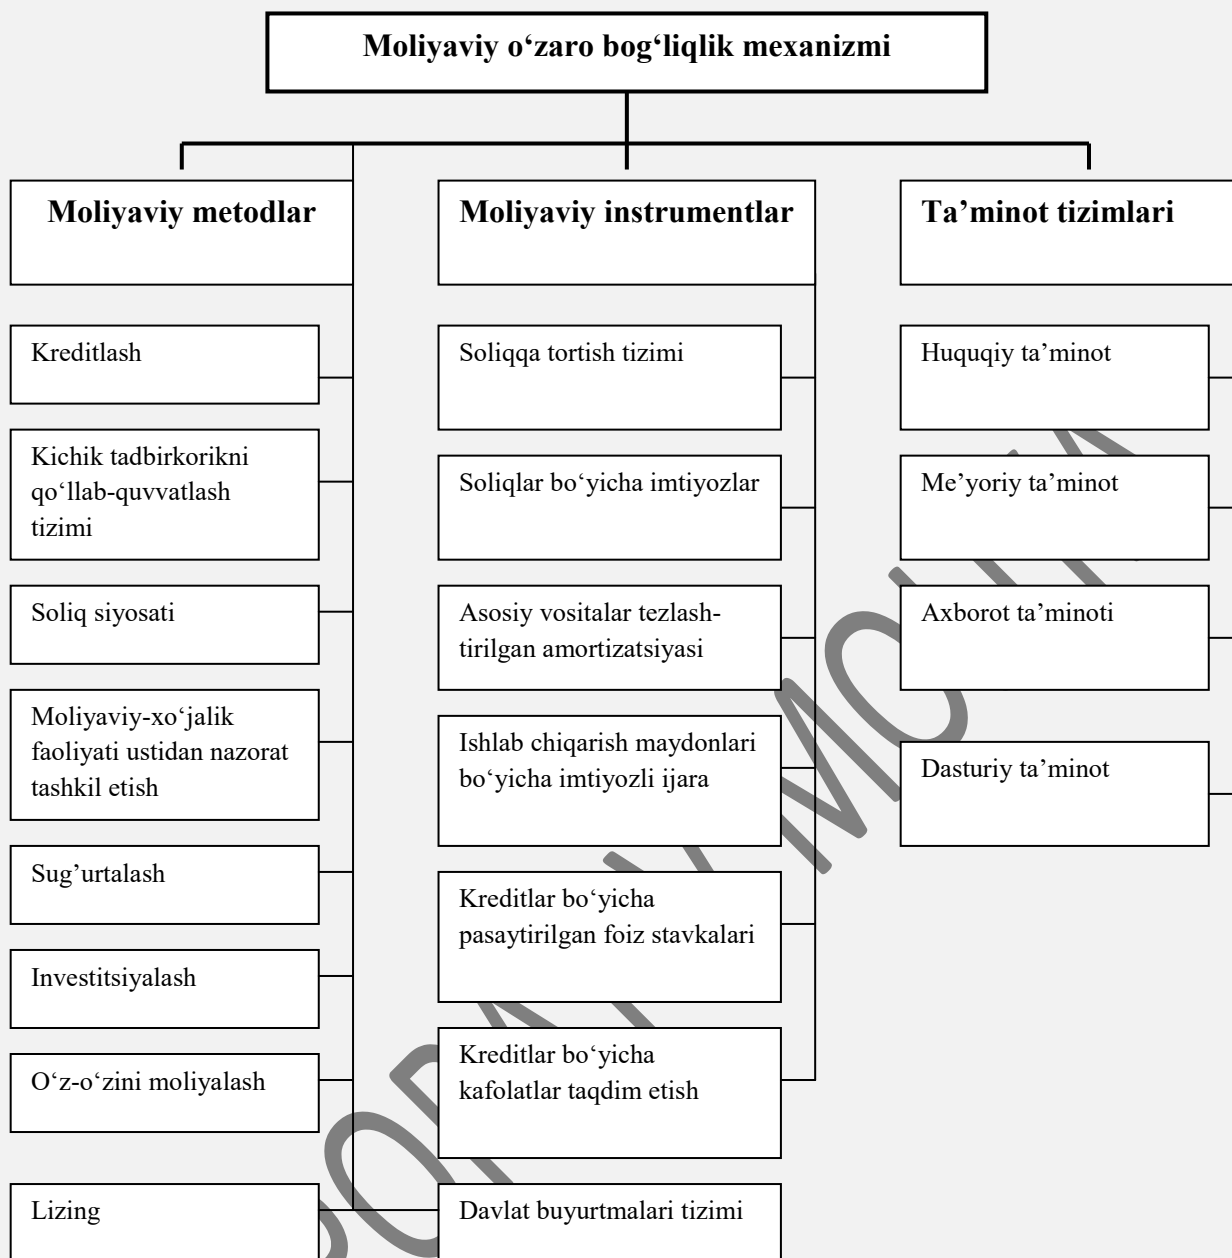 Moliyaviy o‘zaro bog‘liqlik mexanizmi
Moliyaviy metodlar
Kreditlash
Kichik tadbirkorikni
qo‘llab-quvvatlash
tizimi
Soliq siyosati
Moliyaviy-xo‘jalik
faoliyati ustidan nazorat
tashkil etish
Sug’urtalash
Investitsiyalash
O‘z-o‘zini moliyalash
Lizing
Moliyaviy instrumentlar
Soliqqa tortish tizimi
Soliqlar bo‘yicha imtiyozlar
Asosiy vositalar tezlash-
tirilgan amortizatsiyasi
Ishlab chiqarish maydonlari
bo‘yicha imtiyozli ijara
Kreditlar bo‘yicha
pasaytirilgan foiz stavkalari
Kreditlar bo‘yicha
kafolatlar taqdim etish
Davlat buyurtmalari tizimi
Ta’minot tizimlari
Huquqiy ta’minot
Me’yoriy ta’minot
Axborot ta’minoti
Dasturiy ta’minot